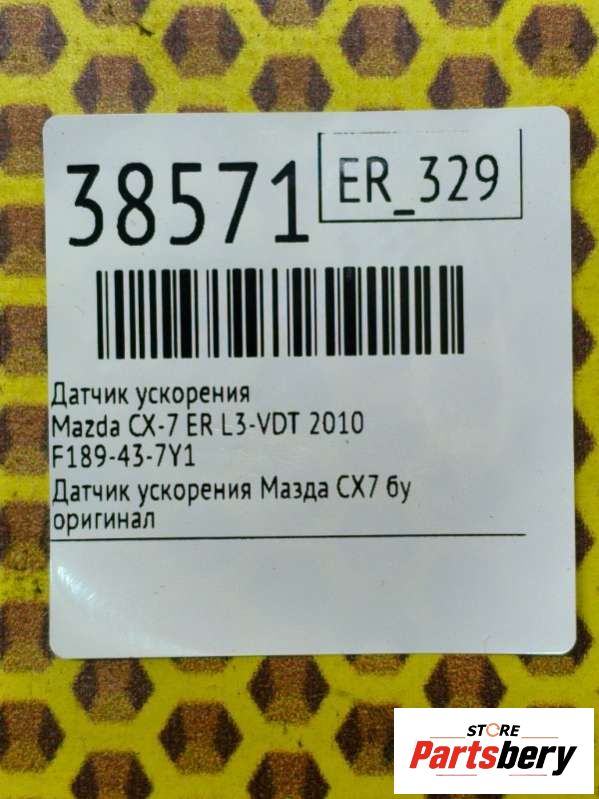 38571
ER_329
Датчик ускорения
Mazda CX-7 ER L3-VDT 2010
F189-43-7Y1
Датчик ускорения Мазда СХ7 бу
оригинал
STORE
Partsbery